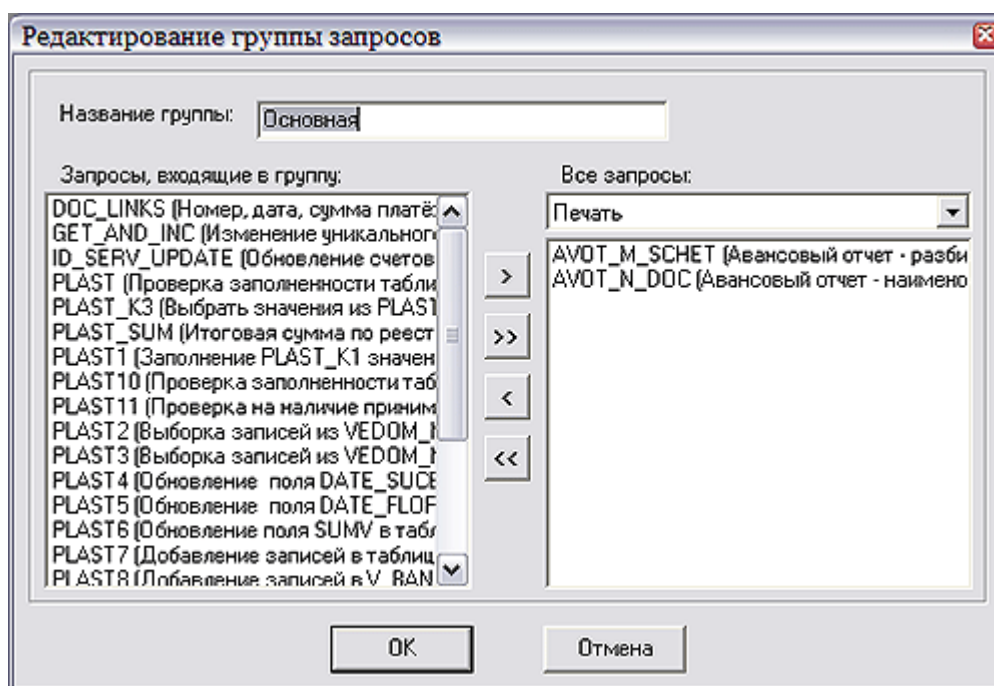 Редактирование группы запросов
Название группы:
Основная
Запросы, входящие в группу:
DOC_LINKS (Номер, дата, сумма платё
GET_AND_INC (Изменение уникального
ID_SERV_UPDATE (Обновление счетов
PLAST (Проверка заполненности табли
PLAST_K3 (Выбрать значения из PLAST
PLAST_SUM (Итоговая сумма по реест
PLAST1 (Заполнение PLAST_K1 значен
PLAST10 (Проверка заполненности таб
PLAST11 (Проверка на наличие приним
PLAST2 (Выборка записей из VEDOM_
PLAST3 (Выборка записей из VEDOM_
PLAST4 (Обновление поля DATE_SUCE
PLAST5 (Обновление поля DATE_FLOF
PLAST6 (Обновление поля SUMV в табл
PLAST7 (Добавление записей в таблиц
PLAST8 (Добавление записей в V_BAN
>
>>
<
<<
Все запросы:
Печать
AVOT_M_SCHET (Авансовый отчет - разби
AVOT_N_DOC (Авансовый отчет - наимено
OK
Отмена